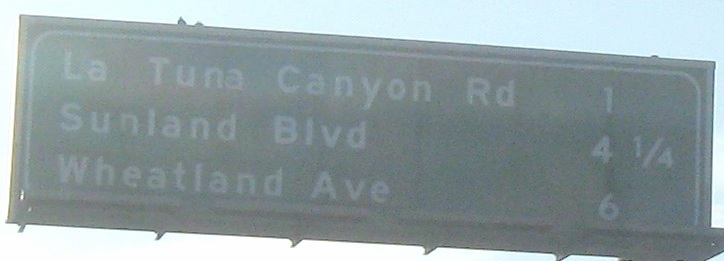 La Tuna Canyon Rd 1
Sunland Blvd 4 1/4
Wheatland Ave 6